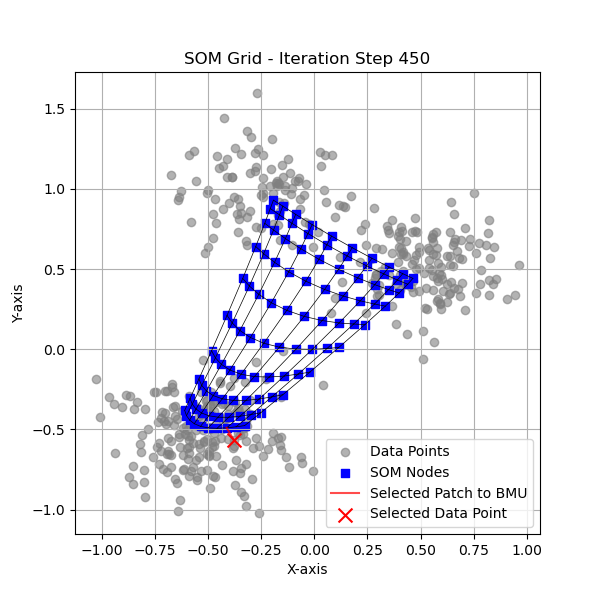 SOM Grid - Iteration Step 450
Y-axis
1.5
1.0
0.5
0.0
−0.5
−1.0
Data Points
SOM Nodes
Selected Patch to BMU
Selected Data Point
−1.00 −0.75 −0.50 −0.25 0.00 0.25 0.50 0.75 1.00
X-axis